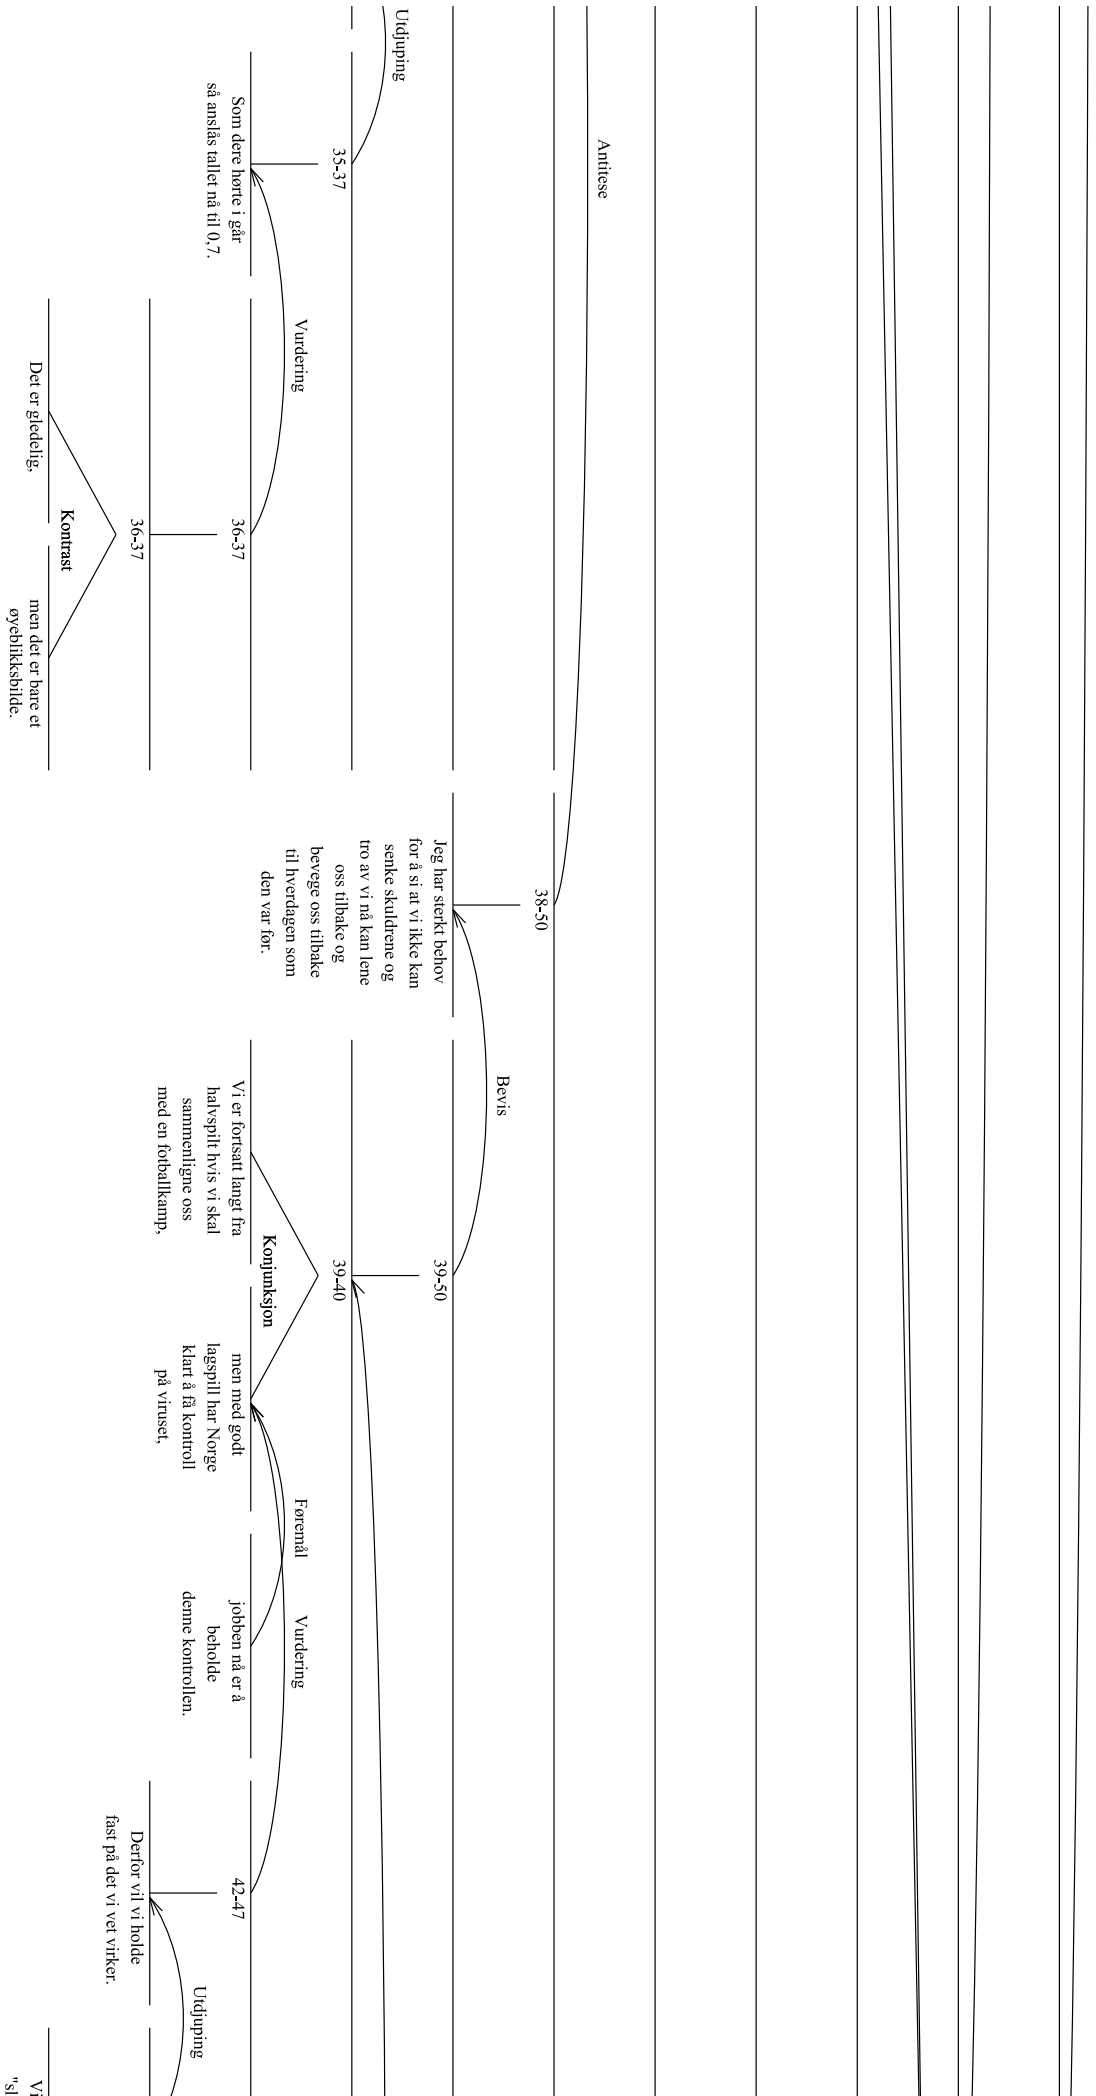 Utdjuping
Antitese
35-37
Som dere hørte i går
så anslås tallet nå til 0,7.
Vurdering
36-37
36-37
Kontrast
Det er gledelig,
men det er bare et
øyeblikksbilde.
38-50
Jeg har sterkt behov
for å si at vi ikke kan
senke skuldrene og
tro av vi nå kan lene
oss tilbake og
bevege oss tilbake
til hverdagen som
den var før.
Bevis
39-50
39-40
Konjunksjon
Vi er fortsatt langt fra
halvspilt hvis vi skal
sammenligne oss
med en fotballkamp,
men med godt
lagspill har Norge
klart å få kontroll
på viruset,
Føremål
jobben nå er å
beholde
denne kontrollen.
Vurdering
42-47
Derfor vil vi holde
fast på det vi vet virker.
Utdjuping
Vi
"sl